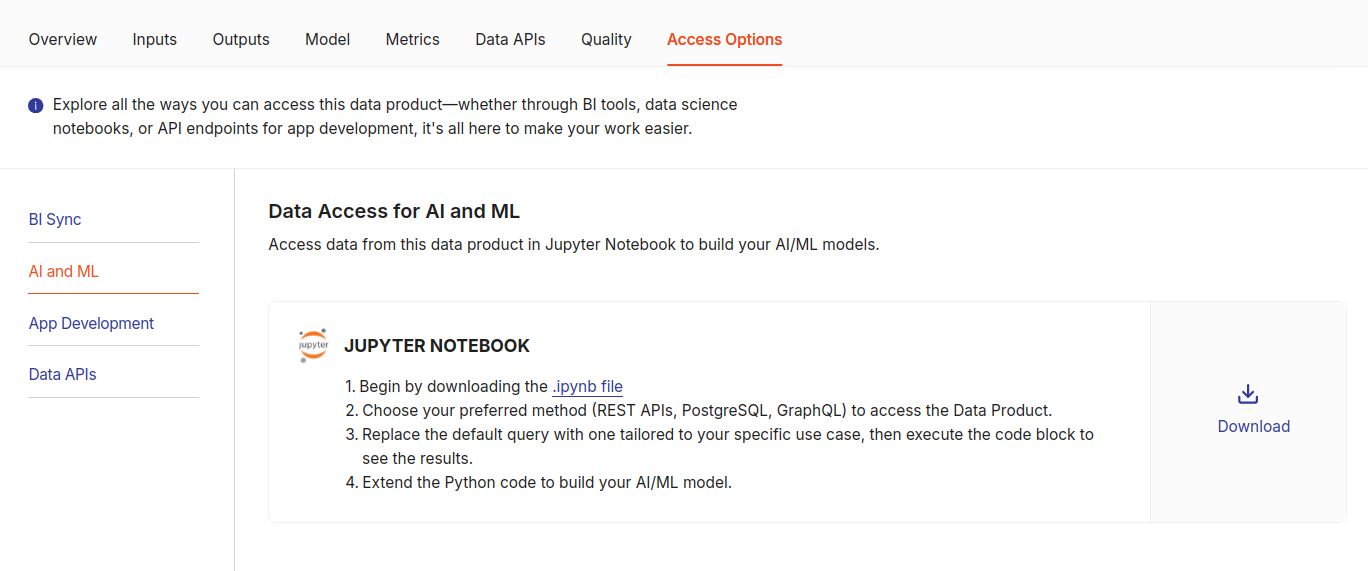 Overview Inputs Outputs Model Metrics Data APIs Quality Access Options
i Explore all the ways you can access this data product—whether through BI tools, data science
notebooks, or API endpoints for app development, it's all here to make your work easier.
BI Sync
AI and ML
App Development
Data APIs
Data Access for AI and ML
Access data from this data product in Jupyter Notebook to build your AI/ML models.
jupyter
JUPYTER NOTEBOOK
1. Begin by downloading the .ipynb file
2. Choose your preferred method (REST APIs, PostgreSQL, GraphQL) to access the Data Product.
3. Replace the default query with one tailored to your specific use case, then execute the code block to
see the results.
4. Extend the Python code to build your AI/ML model.
Download